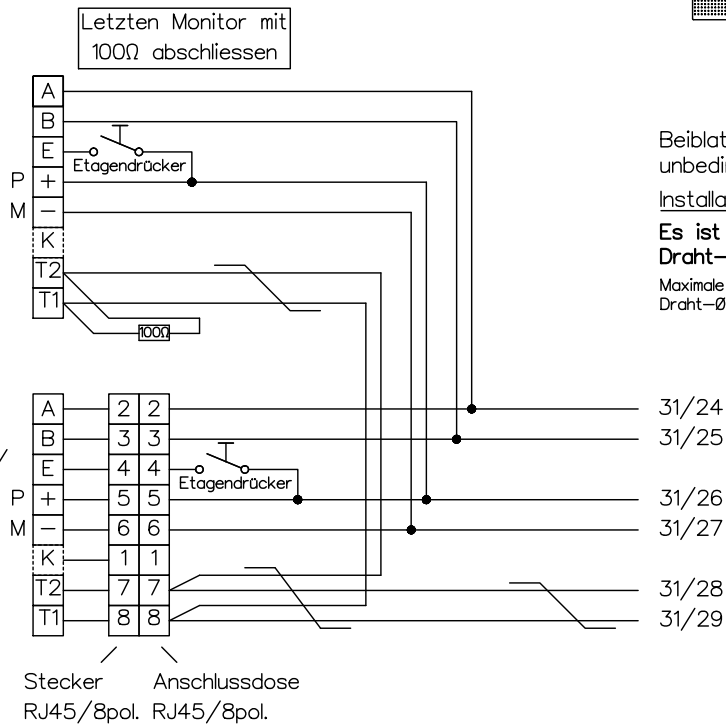 Letzten Monitor mit
100Ω abschliessen
A
B
E
Etagendrücker
P +
M −
K
T2
T1
100Ω
unbedi
Installa
Es ist
Draht−
Maximale
Draht−Ø
A 2 2 31/24
B 3 3 31/25
E 4 4
Etagendrücker
P + 5 5 31/26
M − 6 6 31/27
K 1 1
T2 7 7 31/28
T1 8 8 31/29
Stecker Anschlussdose
RJ45/8pol. RJ45/8pol.